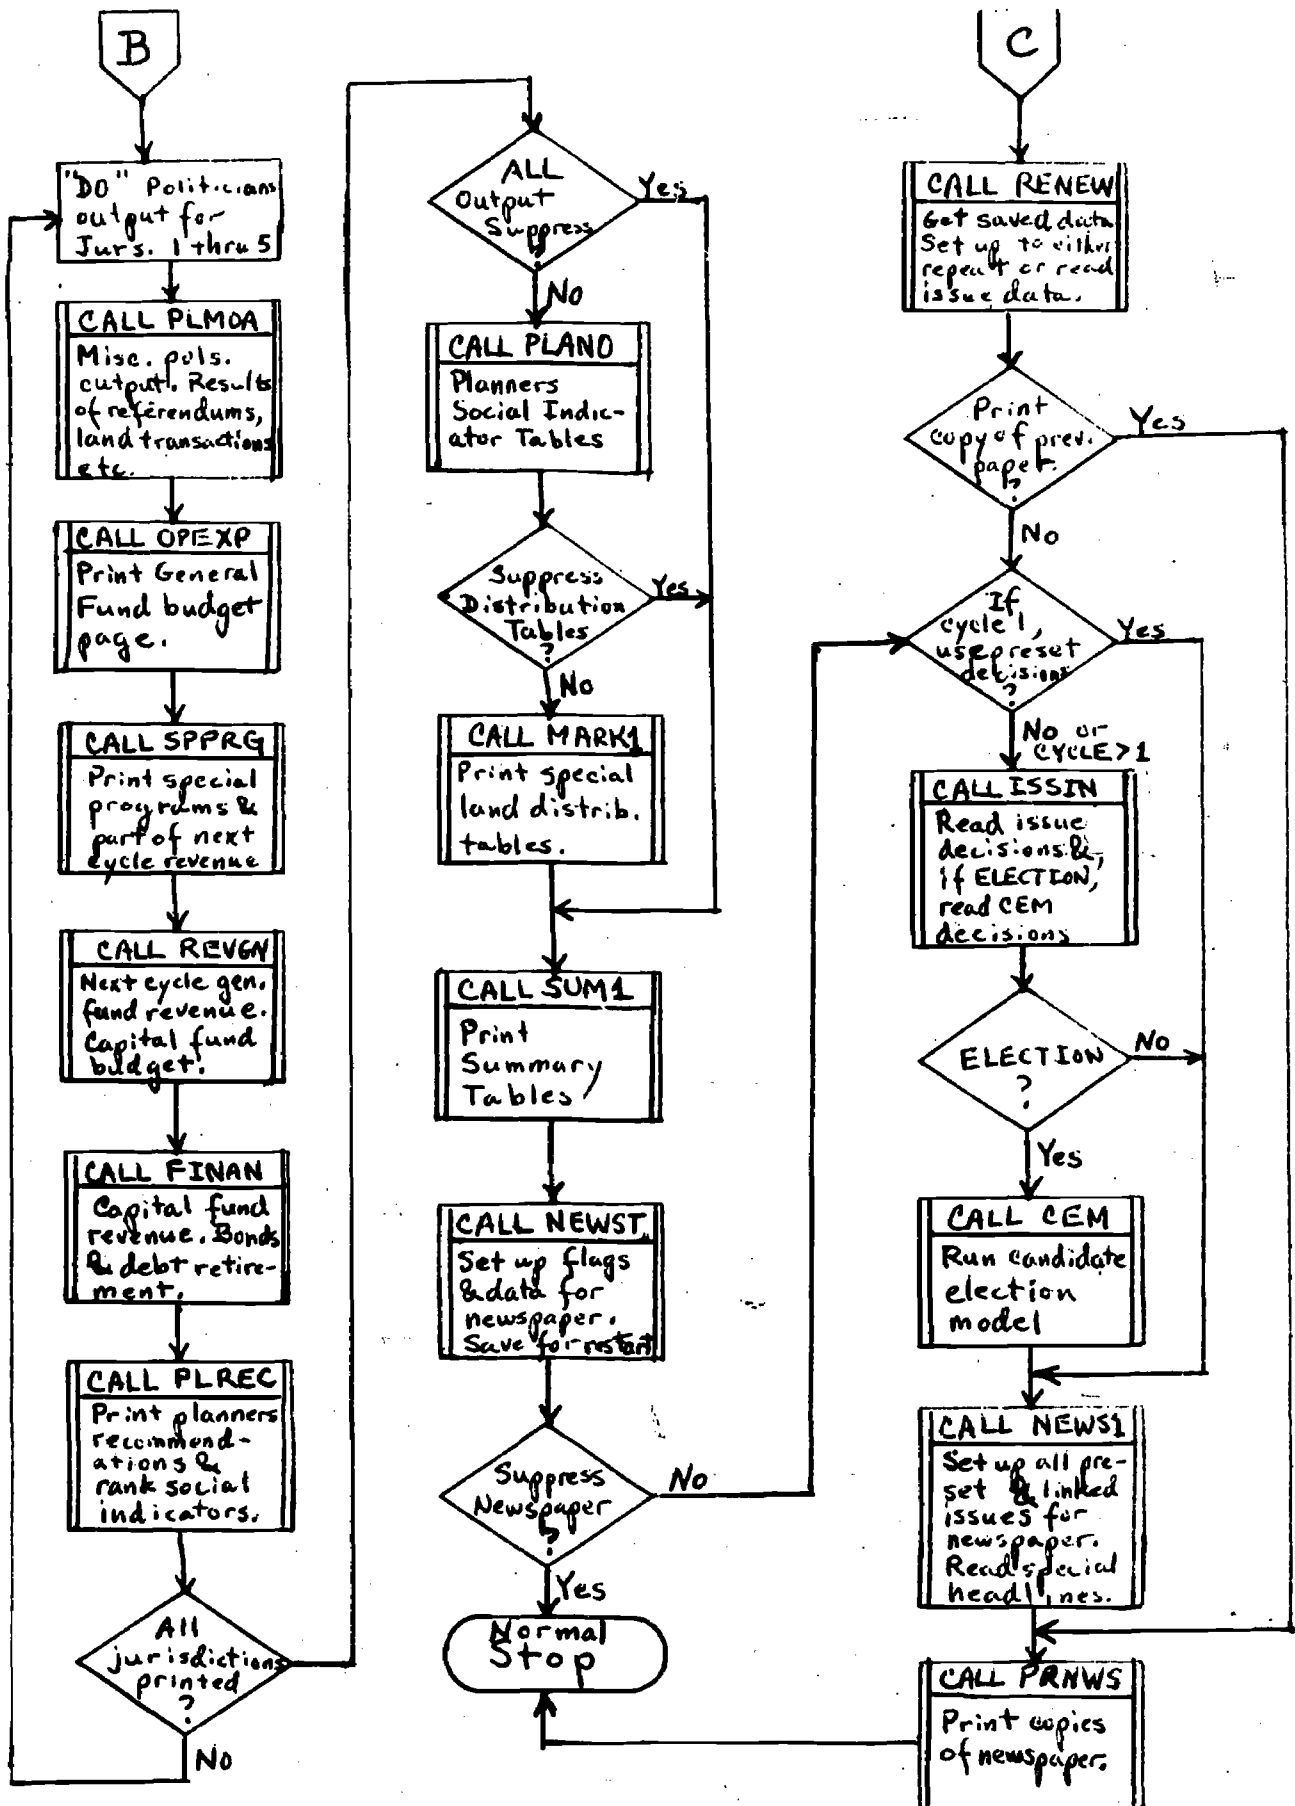 B
"DO" Politicians
output for
Jurs. 1 thru 5
CALL PLMOA
Misc. pols.
output. Results
of referendums,
land transactions
etc.
CALL OPEXP
Print General
Fund budget
page.
CALL SPPRG
Print special
programs &
part of next
cycle revenue
CALL REVGN
Next cycle gen.
fund revenue.
Capital fund
budget.
CALL FINAN
Capital fund
revenue. Bonds
& debt retire-
ment.
CALL PLREC
Print planners
recommend-
ations &
rank social
indicators.
All
jurisdictions
printed
?
No
ALL
Output
Suppress
?
Yes
No
CALL PLANO
Planners
Social Indic-
ator Tables
Suppress
Distribution
Tables
?
Yes
No
CALL MARK1
Print special
land distrib.
tables.
CALL SUM1
Print
Summary
Tables
CALL NEWST
Set up flags
& data for
newspaper.
Save for restart
Suppress
Newspaper
?
No
Yes
Normal
Stop
C
CALL RENEW
Get saved data
Set up to either
repeat or read
issue data.
Print
copy of prev.
paper.
?
Yes
No
If
cycle 1,
use preset
decisions
?
Yes
No or
CYCLE>1
CALL ISSIN
Read issue
decisions &,
if ELECTION,
read CEM
decisions
ELECTION
?
No
Yes
CALL CEM
Run candidate
election
model
CALL NEWS1
Set up all pre-
set & linked
issues for
newspaper.
Read special
headlines.
CALL PRNWS
Print copies
of newspaper.